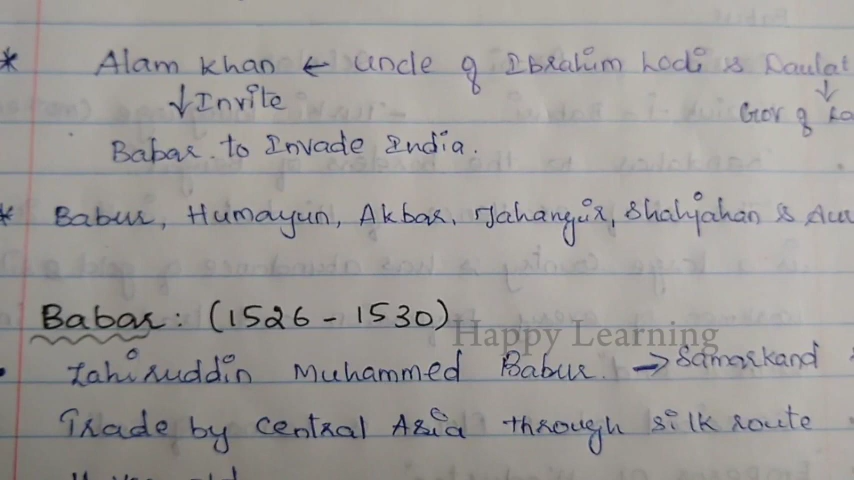 * Alam Khan ← uncle of Ibrahim Lodi & Daulat
↓ Invite ↓
Gov of
Babar to Invade India.
* Babur, Humayun, Akbar, Jahangir, Shahjahan &
Babar: (1526 - 1530)
Happy Learning
Zahiruddin Muhammed Babur → Samarkand
Trade by Central Asia through silk route